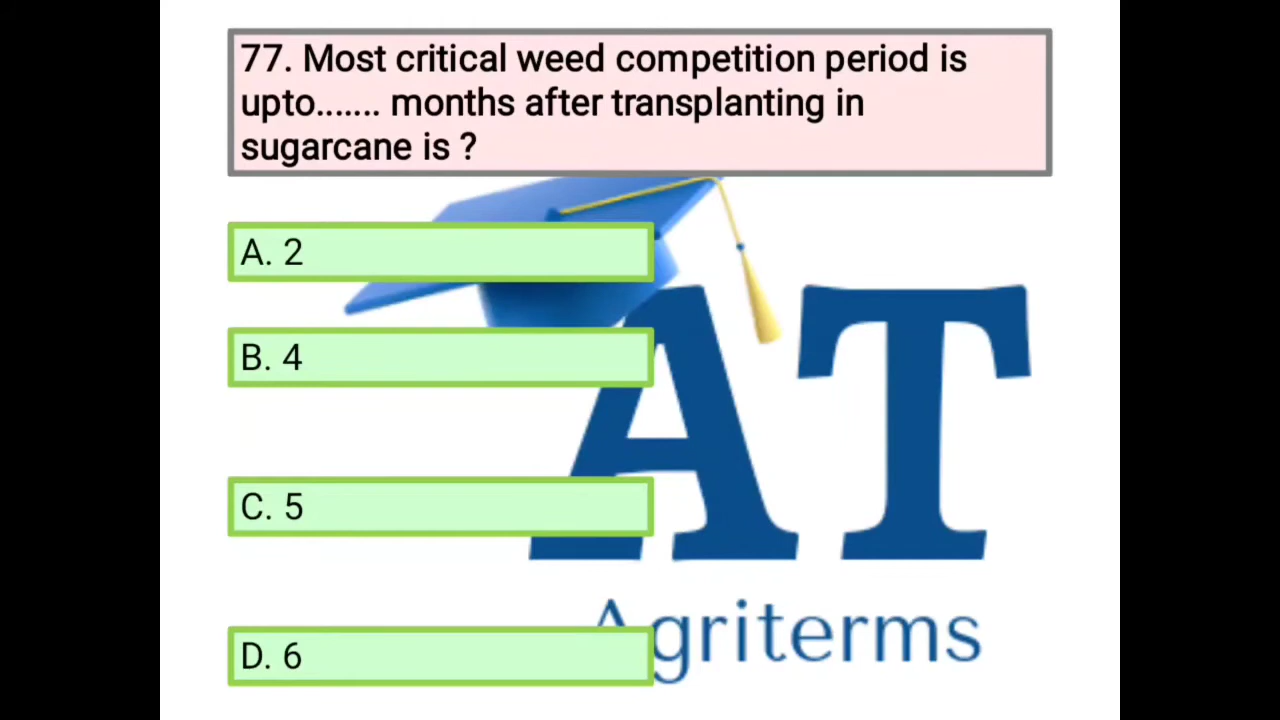 77. Most critical weed competition period is
upto....... months after transplanting in
sugarcane is ?
A. 2
B. 4
C. 5
D. 6
AT
Agriterms